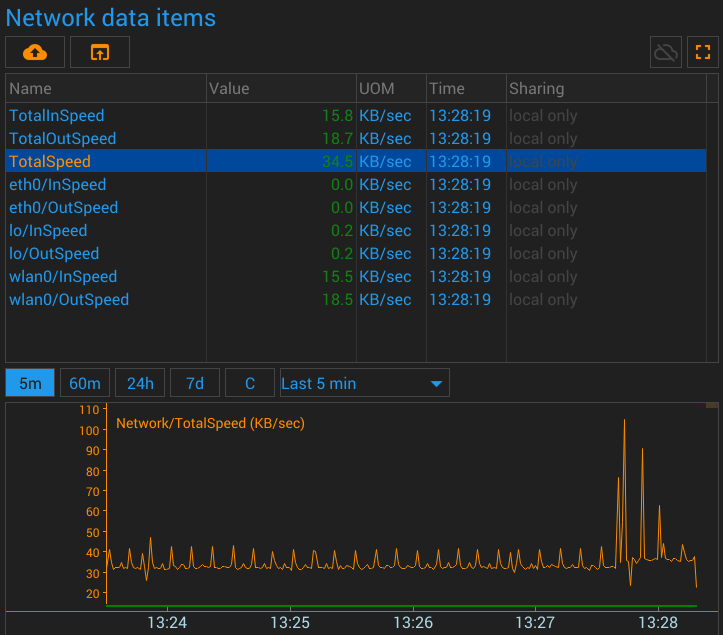 Network data items
Name Value UOM Time Sharing
TotalInSpeed 15.8 KB/sec 13:28:19 local only
TotalOutSpeed 18.7 KB/sec 13:28:19 local only
TotalSpeed 34.5 KB/sec 13:28:19 local only
eth0/InSpeed 0.0 KB/sec 13:28:19 local only
eth0/OutSpeed 0.0 KB/sec 13:28:19 local only
lo/InSpeed 0.2 KB/sec 13:28:19 local only
lo/OutSpeed 0.2 KB/sec 13:28:19 local only
wlan0/InSpeed 15.5 KB/sec 13:28:19 local only
wlan0/OutSpeed 18.5 KB/sec 13:28:19 local only
5m 60m 24h 7d C Last 5 min
110
Network/TotalSpeed (KB/sec)
100
90
80
70
60
50
40
30
20
13:24 13:25 13:26 13:27 13:28